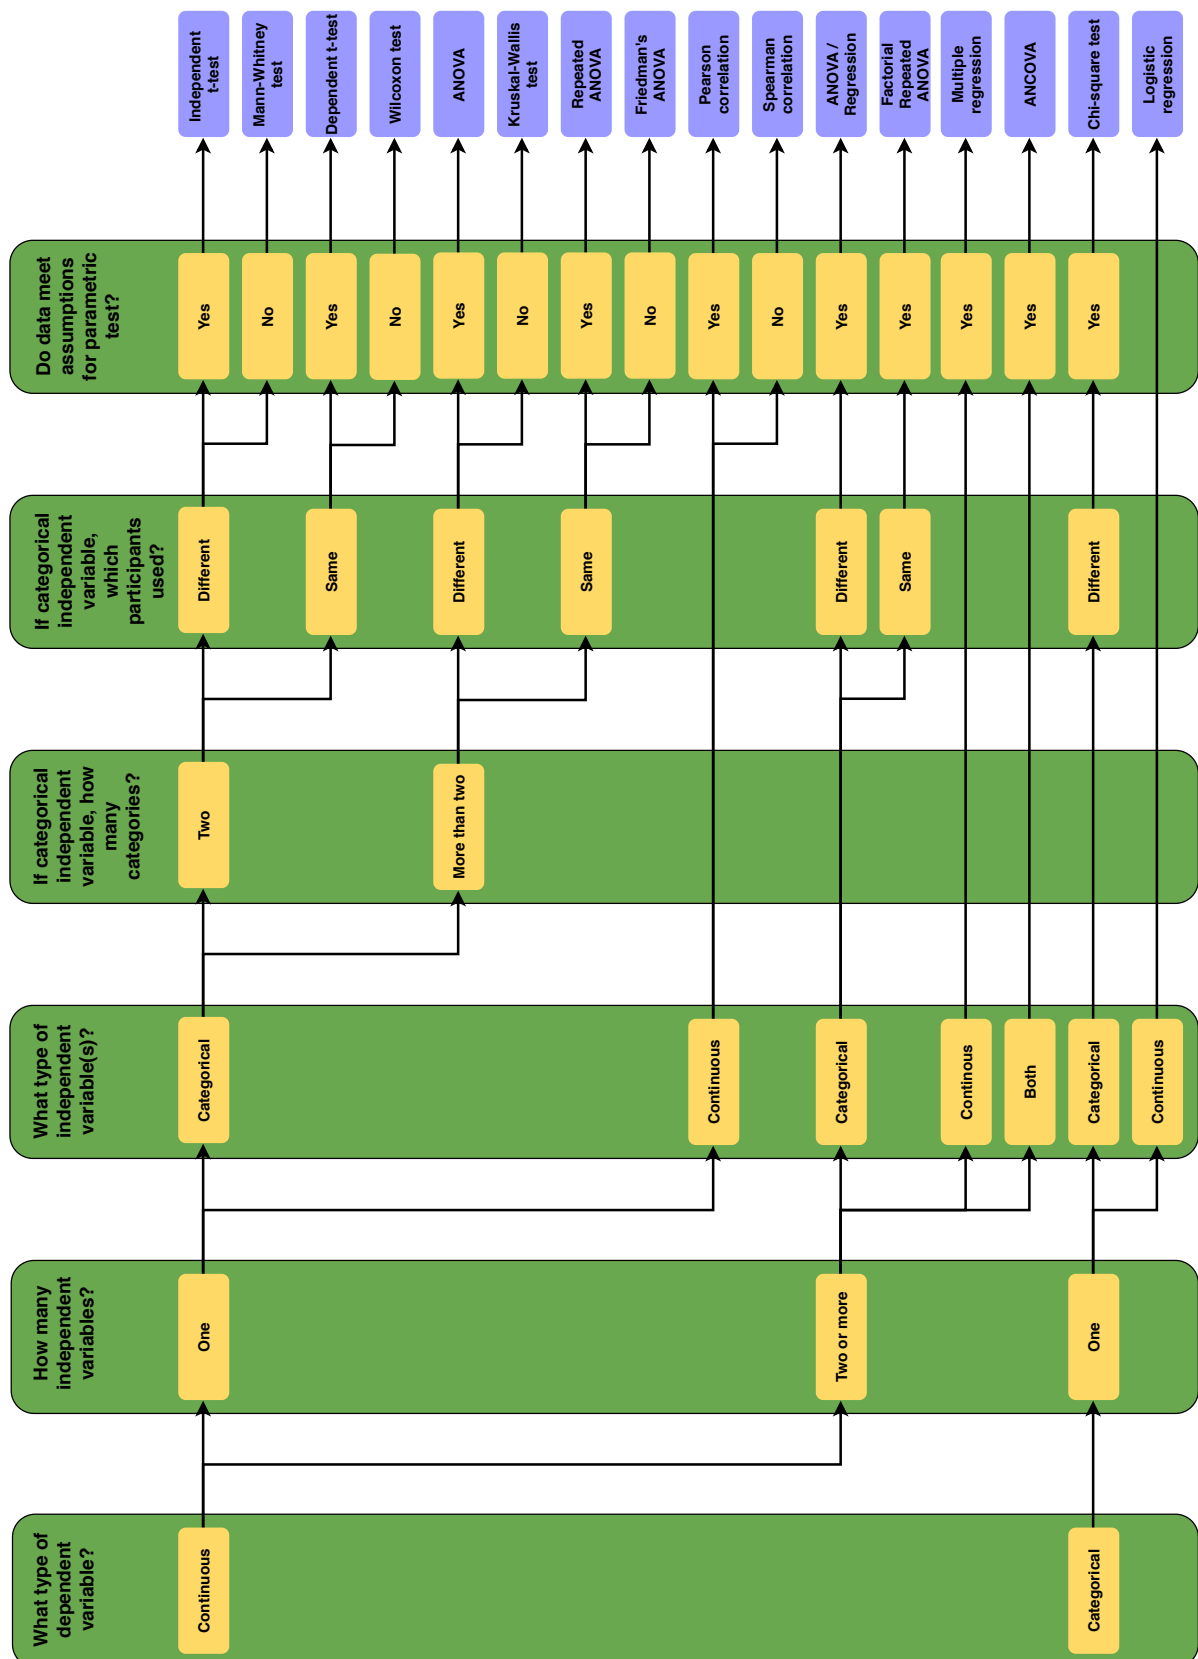 What type of
dependent
variable?
Continuous
Categorical
How many
independent
variables?
One
Two or more
One
What type of
independent
variable(s)?
Categorical
Continuous
Categorical
Continous
Both
Categorical
Continuous
If categorical
independent
variable, how
many
categories?
Two
More than two
If categorical
independent
variable,
which
participants
used?
Different
Same
Different
Same
Different
Same
Different
Do data meet
assumptions
for parametric
test?
Yes
No
Yes
No
Yes
No
Yes
No
Yes
No
Yes
Yes
Yes
Yes
Yes
Independent
t-test
Mann-Whitney
test
Dependent t-test
Wilcoxon test
ANOVA
Kruskal-Wallis
test
Repeated
ANOVA
Friedman's
ANOVA
Pearson
correlation
Spearman
correlation
ANOVA /
Regression
Factorial
Repeated
ANOVA
Multiple
regression
ANCOVA
Chi-square test
Logistic
regression